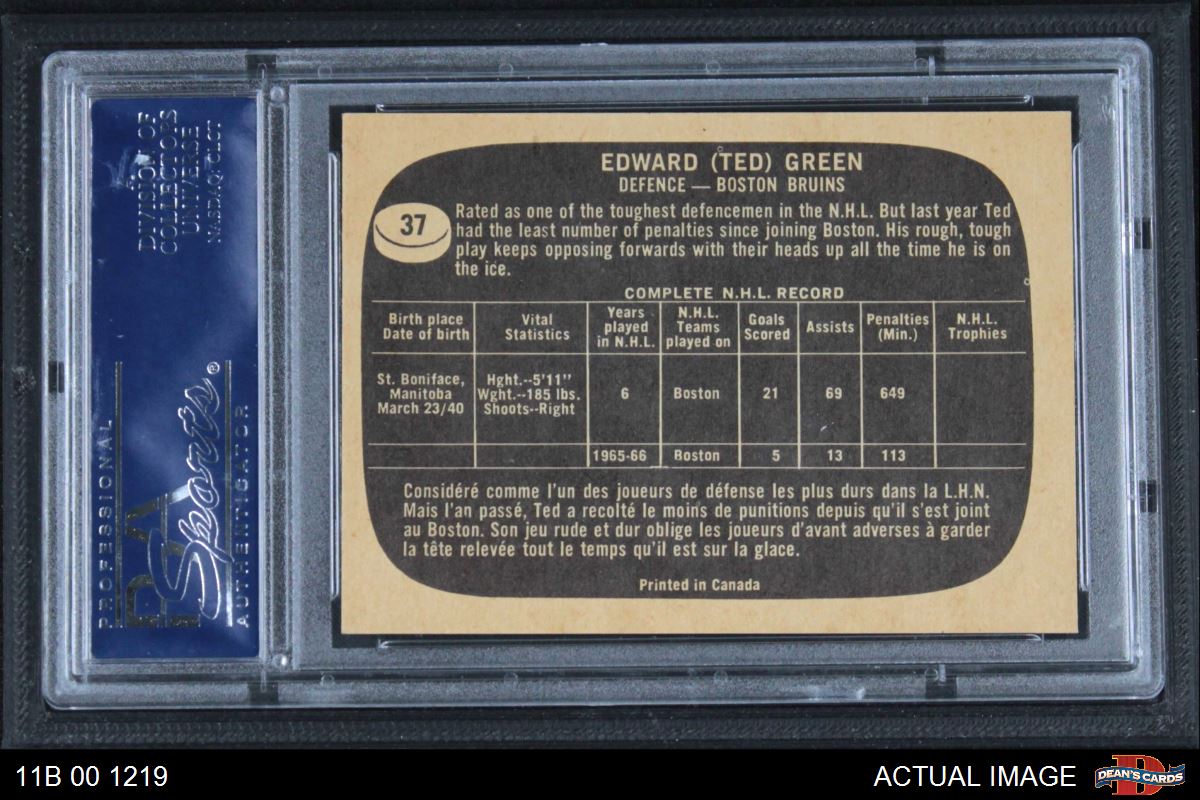 EDWARD (TED) GREEN
DEFENCE — BOSTON BRUINS
37
Rated as one of the toughest defencemen in the N.H.L. But last year Ted
had the least number of penalties since joining Boston. His rough, tough
play keeps opposing forwards with their heads up all the time he is on
the ice.
COMPLETE N.H.L. RECORD
Birth place
Date of birth
Vital
Statistics
Years
played
in N.H.L.
N.H.L.
Teams
played on
Goals
Scored
Assists
Penalties
(Min.)
N.H.L.
Trophies
St. Boniface,
Manitoba
March 23/40
Hght.--5'11"
Wght.--185 lbs.
Shoots--Right
6
Boston
21
69
649
1965-66
Boston
5
13
113
Considéré comme l'un des joueurs de défense les plus durs dans la L.H.N.
Mais l'an passé, Ted a recolté le moins de punitions depuis qu'il s'est joint
au Boston. Son jeu rude et dur oblige les joueurs d'avant adverses à garder
la tête relevée tout le temps qu'il est sur la glace.
Printed in Canada
DIVISION OF
COLLECTORS
UNIVERSE
NASDAQ: CLCT
PROFESSIONAL
PSA
Sports®
AUTHENTICATOR
11B 00 1219
ACTUAL IMAGE
D
DEAN'S CARDS